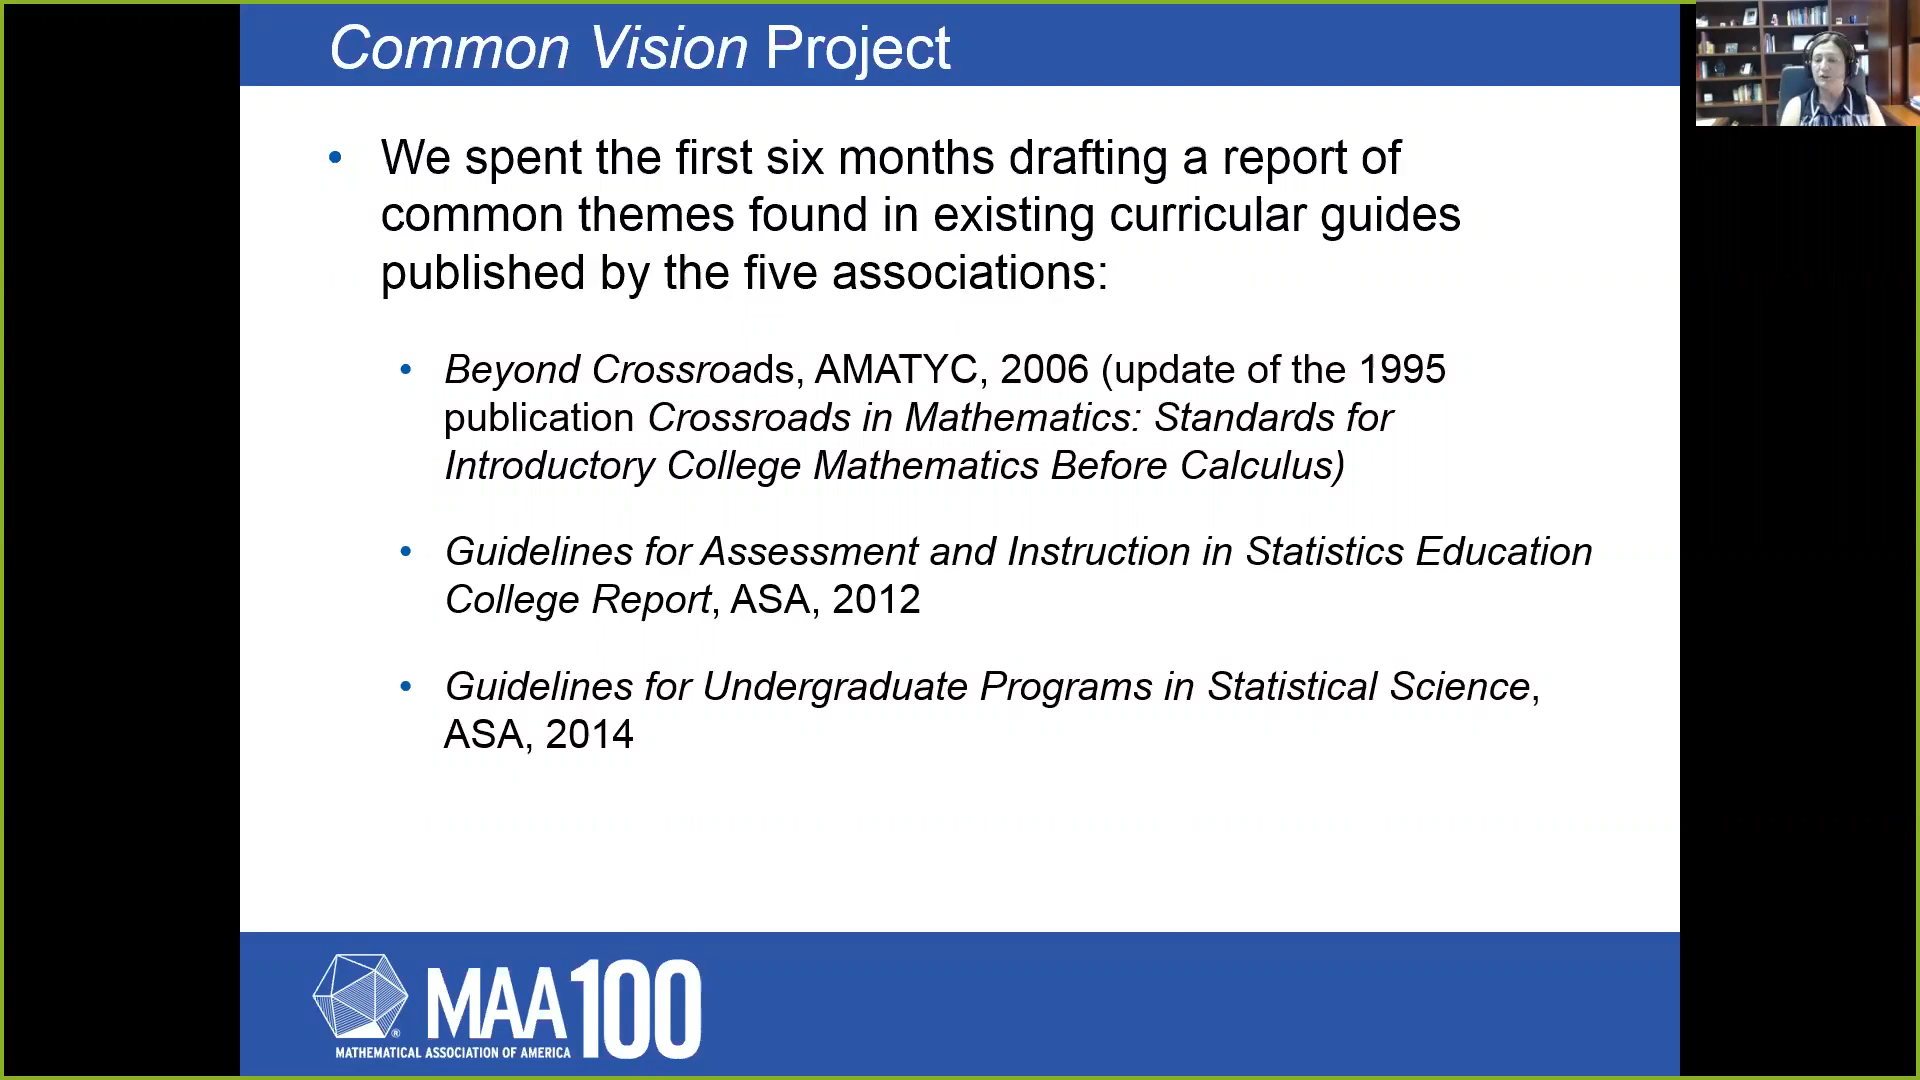 Common Vision Project
• We spent the first six months drafting a report of
common themes found in existing curricular guides
published by the five associations:
• Beyond Crossroads, AMATYC, 2006 (update of the 1995
publication Crossroads in Mathematics: Standards for
Introductory College Mathematics Before Calculus)
• Guidelines for Assessment and Instruction in Statistics Education
College Report, ASA, 2012
• Guidelines for Undergraduate Programs in Statistical Science,
ASA, 2014
MAA100
®
MATHEMATICAL ASSOCIATION OF AMERICA